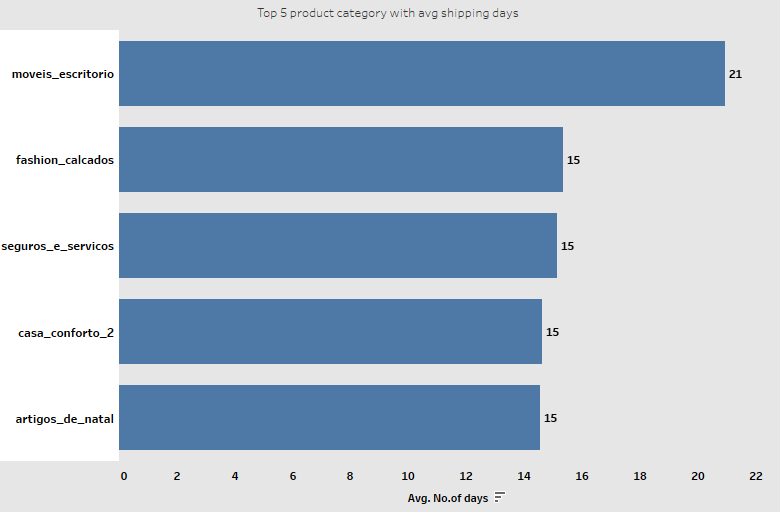 Top 5 product category with avg shipping days
moveis_escritorio 21
fashion_calcados 15
seguros_e_servicos 15
casa_conforto_2 15
artigos_de_natal 15
0 2 4 6 8 10 12 14 16 18 20 22
Avg. No.of days